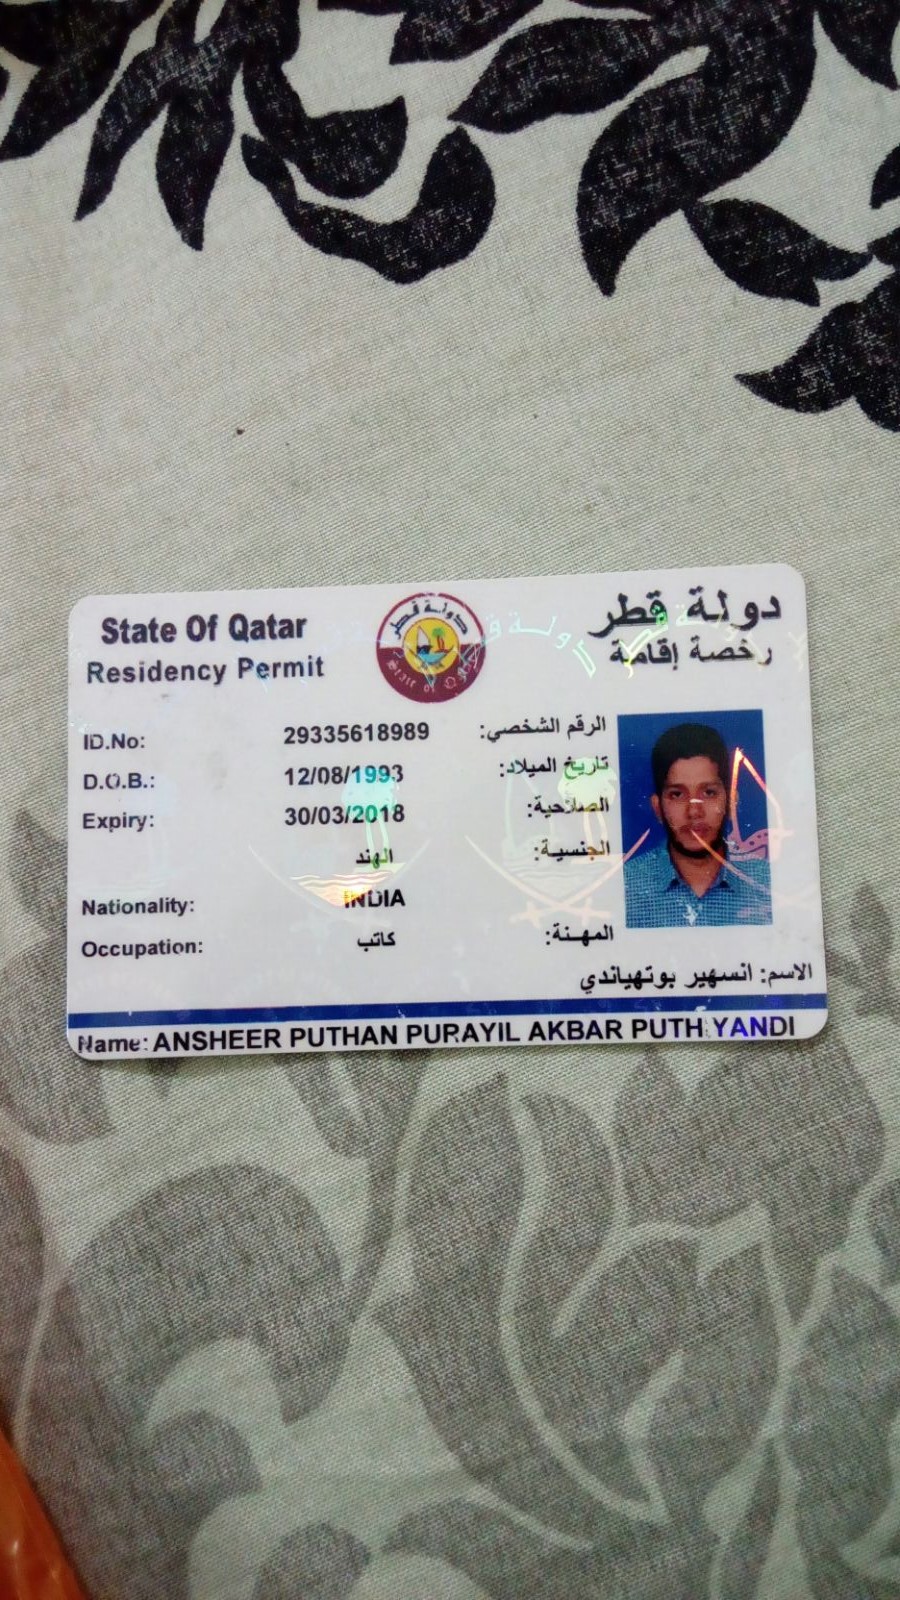 State Of Qatar
دولة قطر
Residency Permit
رخصة إقامة
دولة قطر
State of Qatar
ID.No: 29335618989 الرقم الشخصي:
D.O.B.: 12/08/1993 تاريخ الميلاد:
Expiry: 30/03/2018 الصلاحية:
الهند الجنسية:
Nationality: INDIA
Occupation: كاتب المهنة:
الاسم: انسهير بوتهياندي
Name: ANSHEER PUTHAN PURAYIL AKBAR PUTHIYANDI